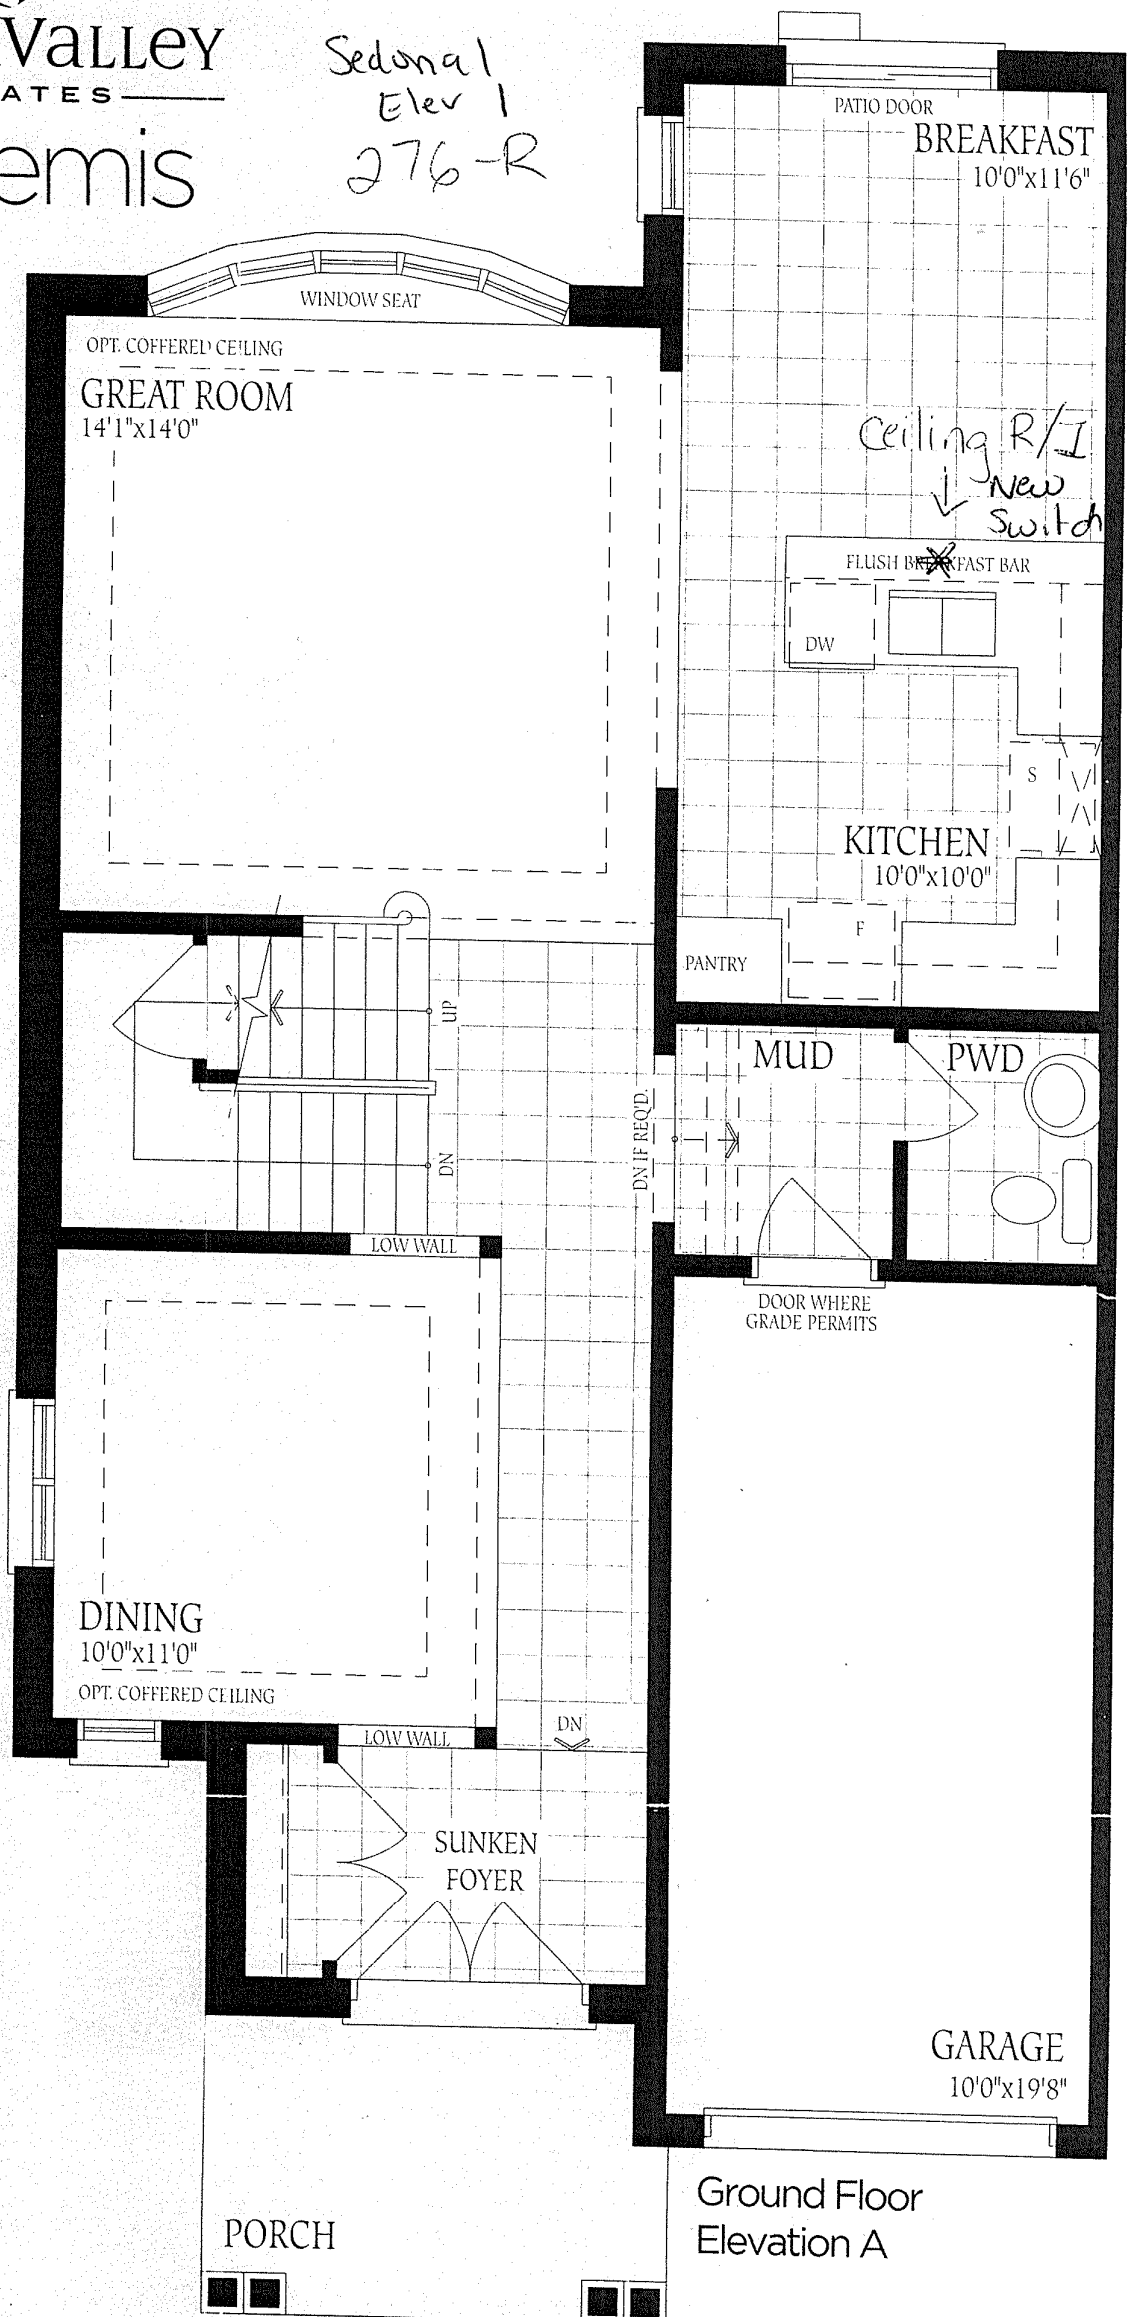 Valley
ATES
emis
Sedona 1
Elev 1
276-R
PATIO DOOR
BREAKFAST
10'0"x11'6"
WINDOW SEAT
OPT. COFFERED CEILING
GREAT ROOM
14'1"x14'0"
Ceiling R/I
New
Switch
FLUSH BREAKFAST BAR
DW
S
KITCHEN
10'0"x10'0"
F
PANTRY
UP
MUD
PWD
DN IF REQ'D.
DN
LOW WALL
DOOR WHERE
GRADE PERMITS
DINING
10'0"x11'0"
OPT. COFFERED CEILING
LOW WALL
DN
SUNKEN
FOYER
GARAGE
10'0"x19'8"
Ground Floor
Elevation A
PORCH